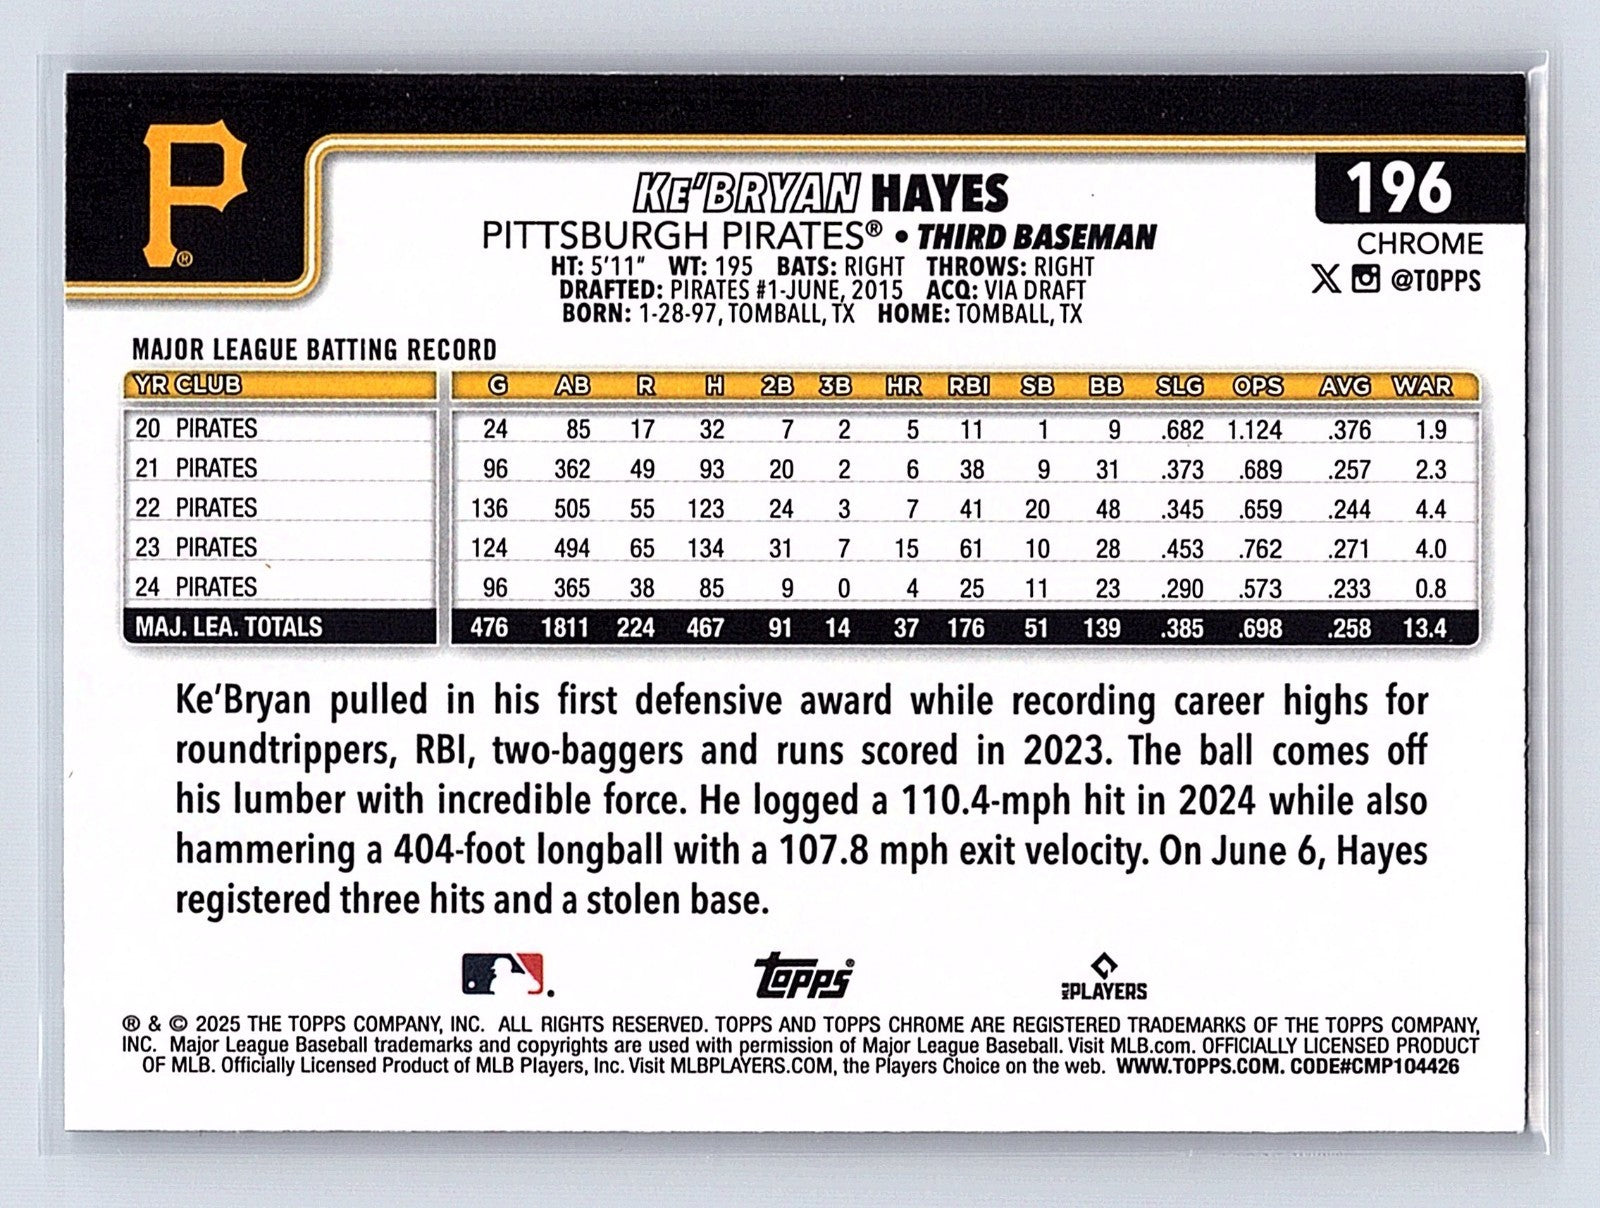 P®
KE'BRYAN HAYES
196
PITTSBURGH PIRATES® • THIRD BASEMAN
CHROME
HT: 5'11" WT: 195 BATS: RIGHT THROWS: RIGHT
X @TOPPS
DRAFTED: PIRATES #1-JUNE, 2015 ACQ: VIA DRAFT
BORN: 1-28-97, TOMBALL, TX HOME: TOMBALL, TX
MAJOR LEAGUE BATTING RECORD
YR CLUB G AB R H 2B 3B HR RBI SB BB SLG OPS AVG WAR
20 PIRATES 24 85 17 32 7 2 5 11 1 9 .682 1.124 .376 1.9
21 PIRATES 96 362 49 93 20 2 6 38 9 31 .373 .689 .257 2.3
22 PIRATES 136 505 55 123 24 3 7 41 20 48 .345 .659 .244 4.4
23 PIRATES 124 494 65 134 31 7 15 61 10 28 .453 .762 .271 4.0
24 PIRATES 96 365 38 85 9 0 4 25 11 23 .290 .573 .233 0.8
MAJ. LEA. TOTALS 476 1811 224 467 91 14 37 176 51 139 .385 .698 .258 13.4
Ke'Bryan pulled in his first defensive award while recording career highs for
roundtrippers, RBI, two-baggers and runs scored in 2023. The ball comes off
his lumber with incredible force. He logged a 110.4-mph hit in 2024 while also
hammering a 404-foot longball with a 107.8 mph exit velocity. On June 6, Hayes
registered three hits and a stolen base.
topps® MLB PLAYERS
® & © 2025 THE TOPPS COMPANY, INC. ALL RIGHTS RESERVED. TOPPS AND TOPPS CHROME ARE REGISTERED TRADEMARKS OF THE TOPPS COMPANY,
INC. Major League Baseball trademarks and copyrights are used with permission of Major League Baseball. Visit MLB.com. OFFICIALLY LICENSED PRODUCT
OF MLB. Officially Licensed Product of MLB Players, Inc. Visit MLBPLAYERS.COM, the Players Choice on the web. WWW.TOPPS.COM. CODE#CMP104426